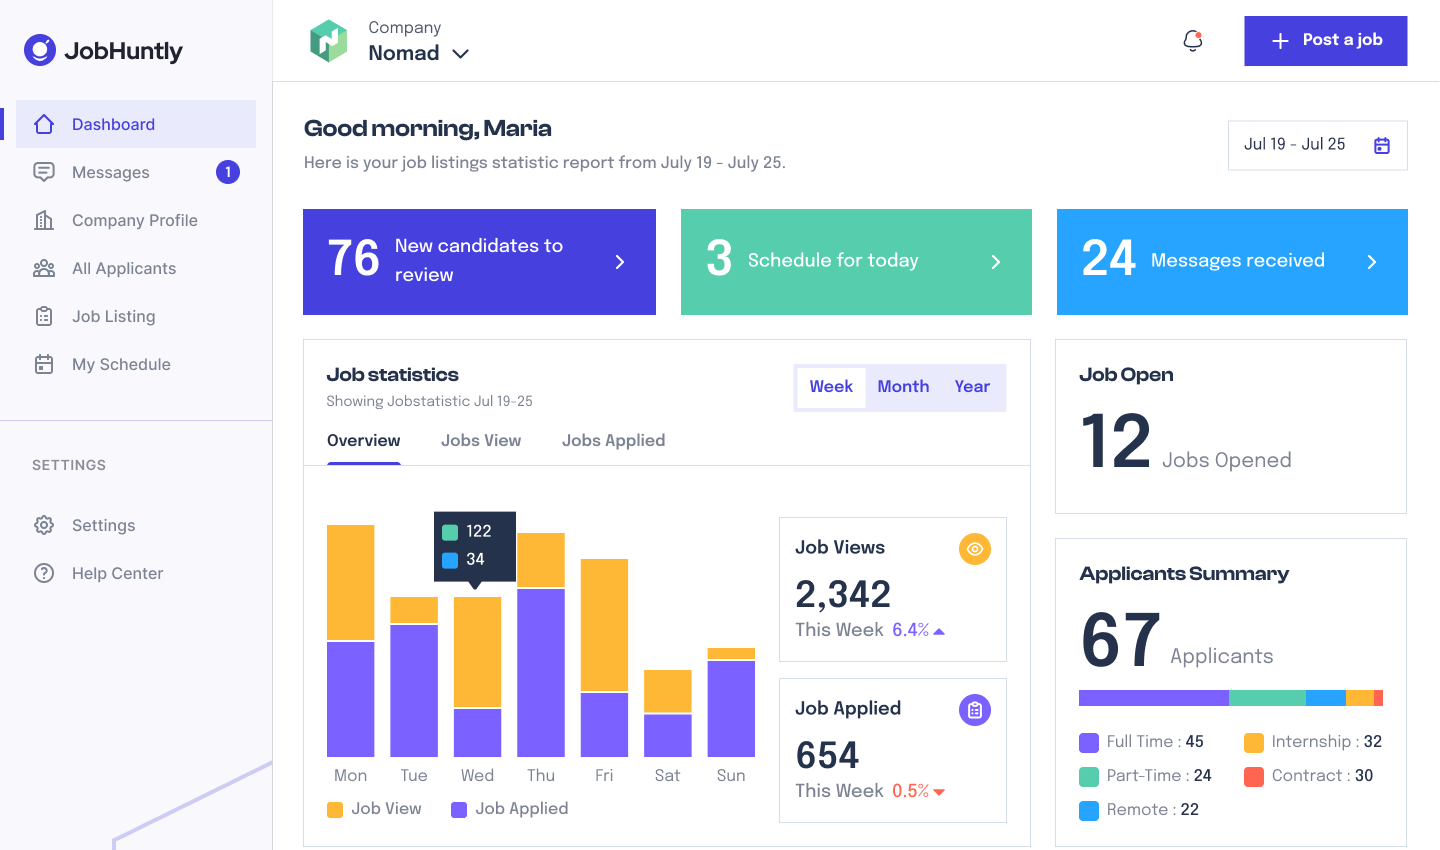 JobHuntly
Dashboard
Messages 1
Company Profile
All Applicants
Job Listing
My Schedule
SETTINGS
Settings
Help Center
Company
Nomad
Post a job
Good morning, Maria
Here is your job listings statistic report from July 19 - July 25.
Jul 19 - Jul 25
76 New candidates to
review
3 Schedule for today
24 Messages received
Job statistics
Showing Jobstatistic Jul 19-25
Week Month Year
Overview Jobs View Jobs Applied
122
34
Mon Tue Wed Thu Fri Sat Sun
Job View Job Applied
Job Views
2,342
This Week 6.4%
Job Applied
654
This Week 0.5%
Job Open
12 Jobs Opened
Applicants Summary
67 Applicants
Full Time : 45 Internship : 32
Part-Time : 24 Contract : 30
Remote : 22